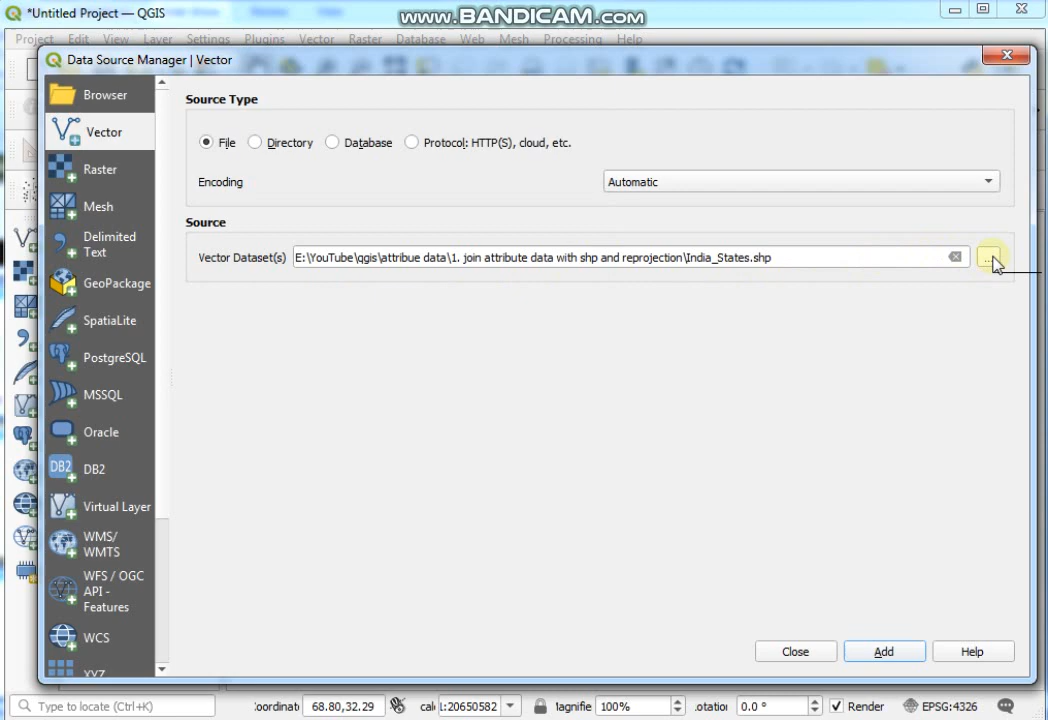 *Untitled Project — QGIS
www.BANDICAM.com
Project Edit View Layer Settings Plugins Vector Raster Database Web Mesh Processing Help
Data Source Manager | Vector
Browser
Vector
Raster
Mesh
Delimited
Text
GeoPackage
SpatiaLite
PostgreSQL
MSSQL
Oracle
DB2
DB2
Virtual Layer
WMS/
WMTS
WFS / OGC
API -
Features
WCS
XYZ
Source Type
File Directory Database Protocol: HTTP(S), cloud, etc.
Encoding Automatic
Source
Vector Dataset(s) E:\YouTube\qgis\attribue data\1. join attribute data with shp and reprojection\India_States.shp ...
Close Add Help
Type to locate (Ctrl+K) :oordinat 68.80,32.29 cal L:20650582 lagnifie 100% .otatior 0.0 ° Render EPSG:4326